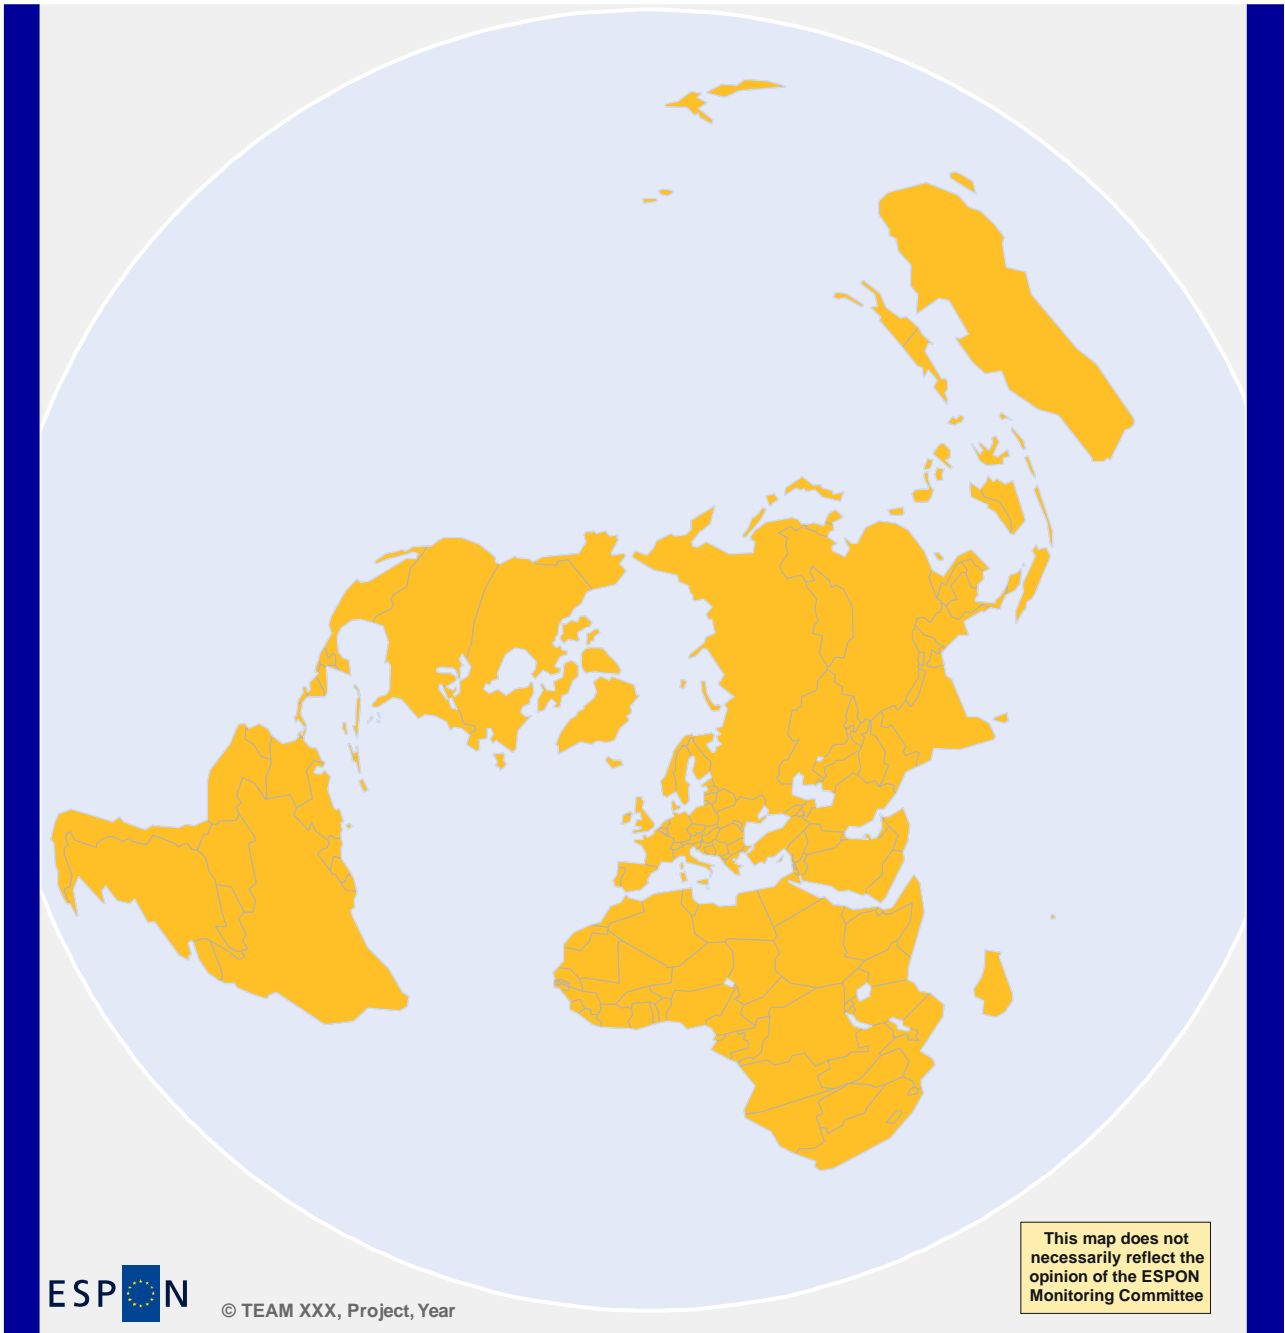 This map does not
necessarily reflect the
opinion of the ESPON
Monitoring Committee
ESPON
© TEAM XXX, Project, Year